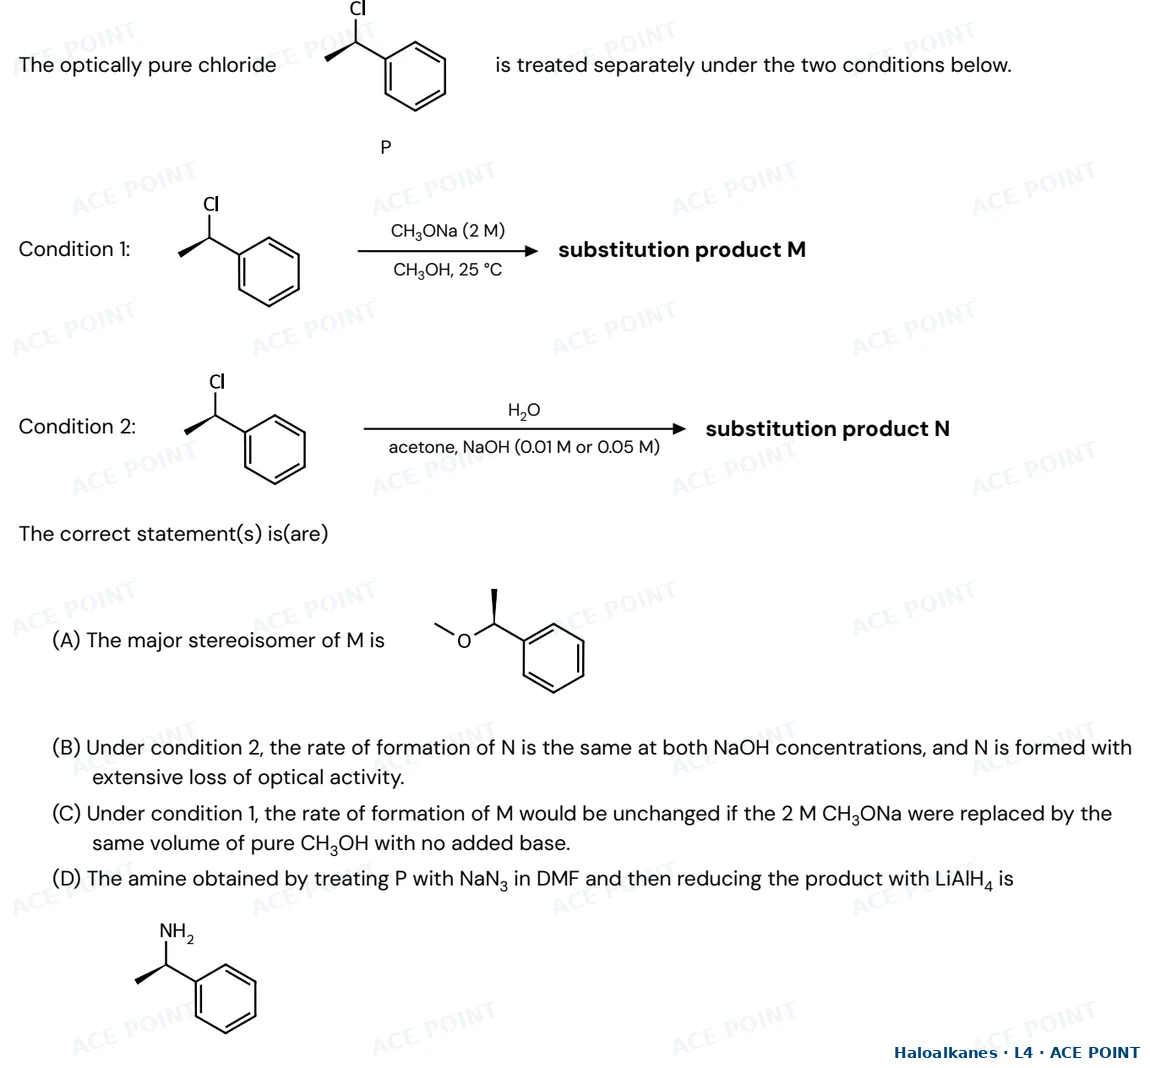 Cl
The optically pure chloride is treated separately under the two conditions below.
P
Cl
Condition 1:
CH₃ONa (2 M)
CH₃OH, 25 °C
substitution product M
Cl
Condition 2:
H₂O
acetone, NaOH (0.01 M or 0.05 M)
substitution product N
The correct statement(s) is(are)
(A) The major stereoisomer of M is
O
(B) Under condition 2, the rate of formation of N is the same at both NaOH concentrations, and N is formed with
extensive loss of optical activity.
(C) Under condition 1, the rate of formation of M would be unchanged if the 2 M CH₃ONa were replaced by the
same volume of pure CH₃OH with no added base.
(D) The amine obtained by treating P with NaN₃ in DMF and then reducing the product with LiAlH₄ is
NH₂
Haloalkanes · L4 · ACE POINT
ACE POINT